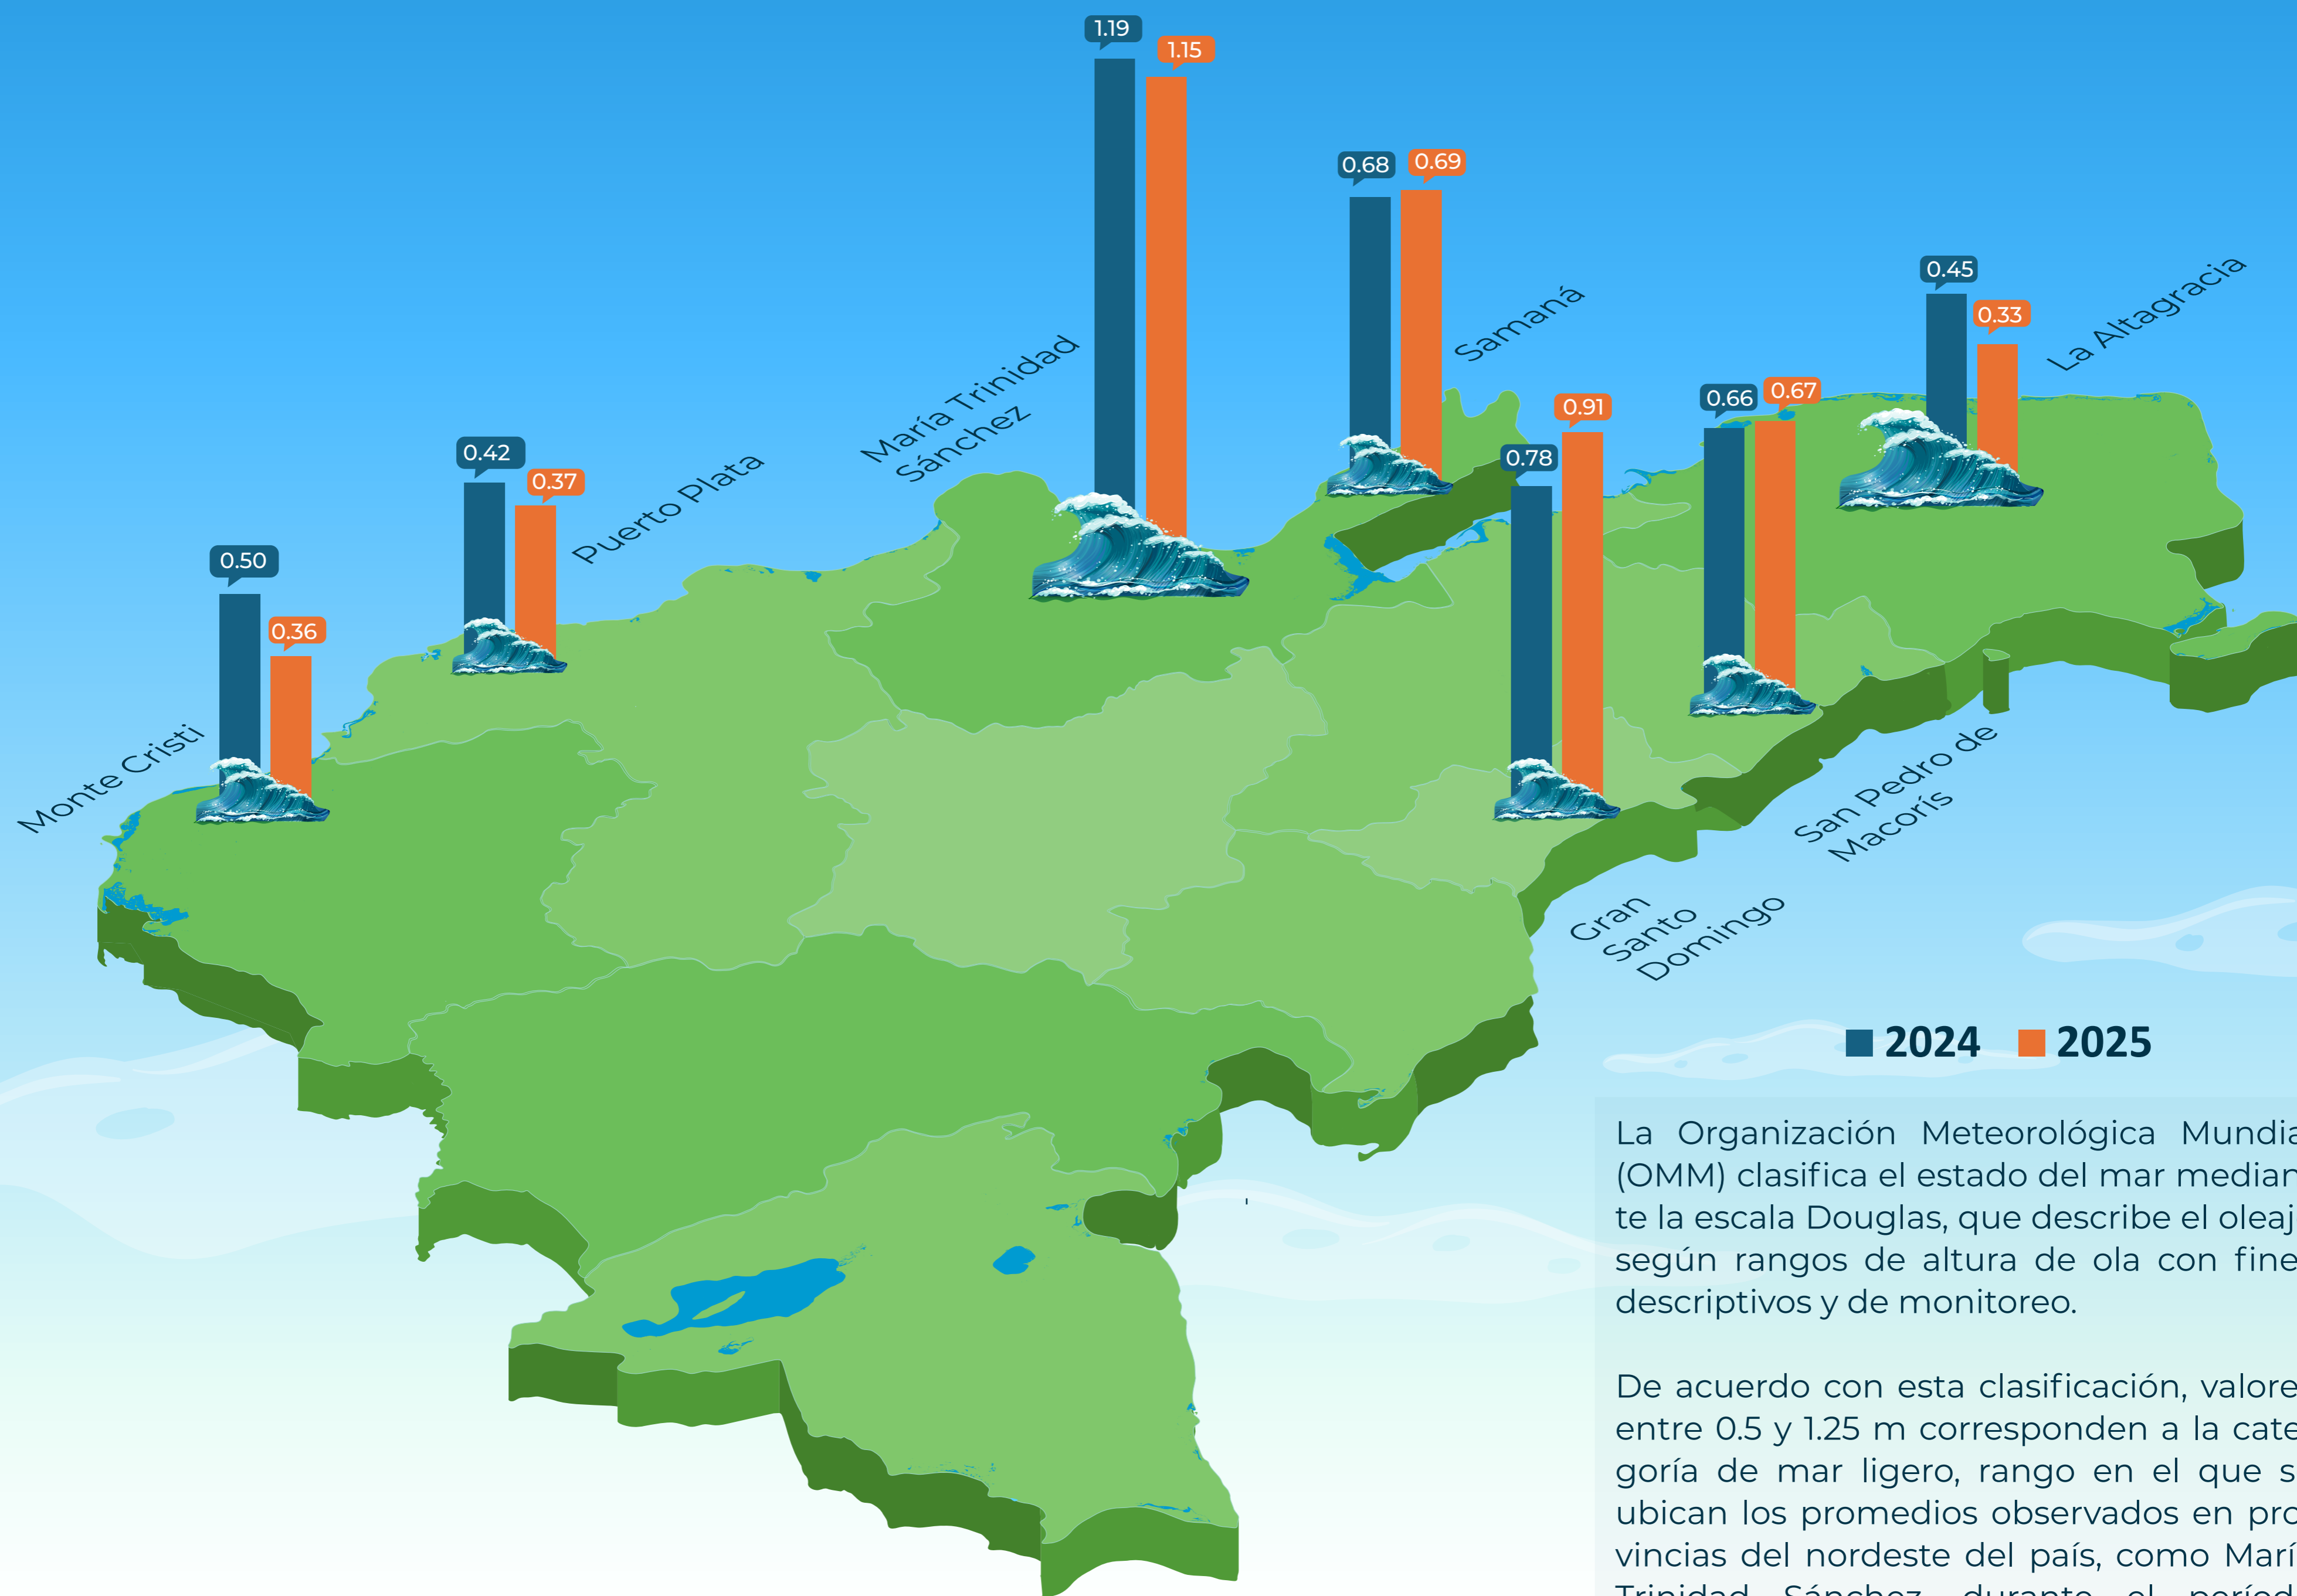 1.19
1.15
0.68
0.69
0.45
0.33
La Altagracia
Samaná
María Trinidad
Sánchez
0.66
0.67
0.91
0.78
0.42
0.37
Puerto Plata
0.50
0.36
Monte Cristi
San Pedro de
Macorís
Gran
Santo
Domingo
2024
2025
La Organización Meteorológica Mundia
(OMM) clasifica el estado del mar median
te la escala Douglas, que describe el oleaj
según rangos de altura de ola con fine
descriptivos y de monitoreo.
De acuerdo con esta clasificación, valore
entre 0.5 y 1.25 m corresponden a la cate
goría de mar ligero, rango en el que s
ubican los promedios observados en pro
vincias del nordeste del país, como Marí
Trinidad Sánchez, durante el períod